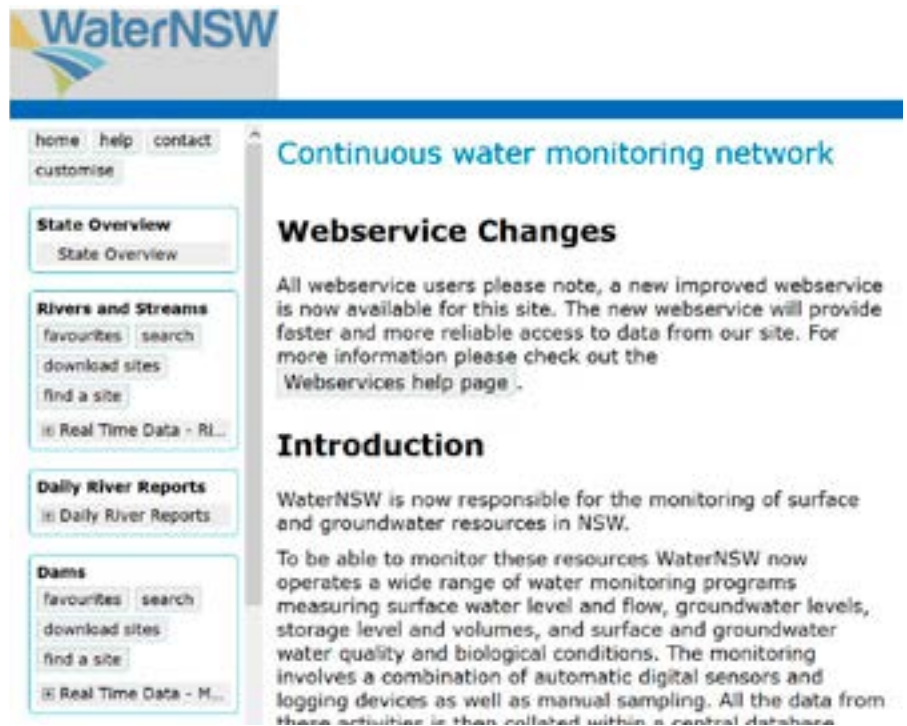 WaterNSW
home help contact
customise
State Overview
State Overview
Rivers and Streams
favourites search
download sites
find a site
Real Time Data - Ri...
Daily River Reports
Daily River Reports
Dams
favourites search
download sites
find a site
Real Time Data - M...
Continuous water monitoring network
Webservice Changes
All webservice users please note, a new improved webservice
is now available for this site. The new webservice will provide
faster and more reliable access to data from our site. For
more information please check out the
Webservices help page .
Introduction
WaterNSW is now responsible for the monitoring of surface
and groundwater resources in NSW.
To be able to monitor these resources WaterNSW now
operates a wide range of water monitoring programs
measuring surface water level and flow, groundwater levels,
storage level and volumes, and surface and groundwater
water quality and biological conditions. The monitoring
involves a combination of automatic digital sensors and
logging devices as well as manual sampling. All the data from
these activities is then collated within a central database